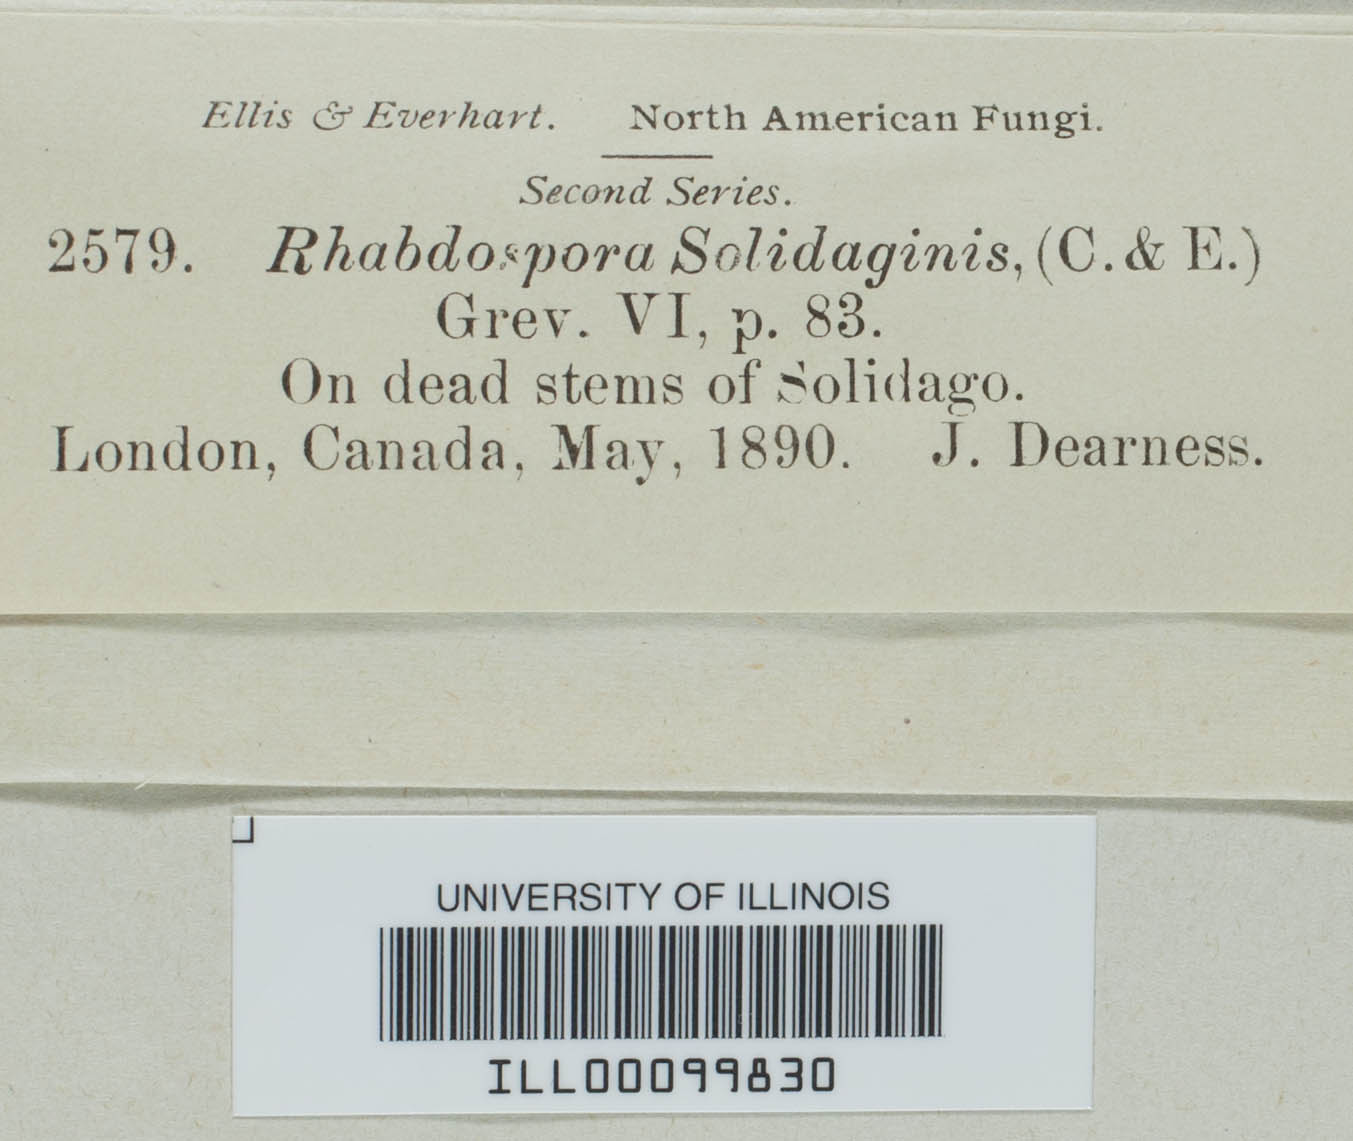 Ellis & Everhart. North American Fungi.
Second Series.
2579. Rhabdospora Solidaginis, (C. & E.)
Grev. VI, p. 83.
On dead stems of Solidago.
London, Canada, May, 1890. J. Dearness.
UNIVERSITY OF ILLINOIS
ILL00099830